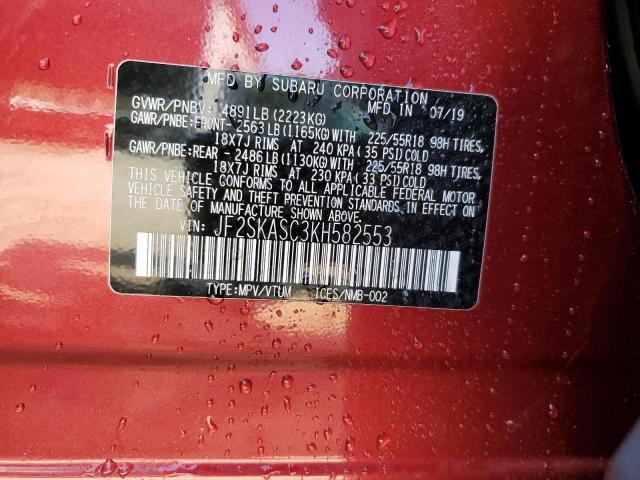 MFD BY SUBARU CORPORATION
GVWR/PNBV: 4891LB(2223KG) MFD IN 07/19
GAWR/PNBE:FRONT- 2563LB(1165KG)WITH 225/55R18 98H TIRES,
18X7J RIMS AT 240 KPA(35 PSI)COLD
GAWR/PNBE:REAR - 2486LB(1130KG)WITH 225/55R18 98H TIRES,
18X7J RIMS AT 230 KPA(33 PSI)COLD
THIS VEHICLE CONFORMS TO ALL APPLICABLE FEDERAL MOTOR
VEHICLE SAFETY AND THEFT PREVENTION STANDARDS IN EFFECT
ON THE DATE OF MANUFACTURE SHOWN ABOVE.
VIN: JF2SKASC3KH582553
TYPE:MPV/VTUM ICES/NMB-002